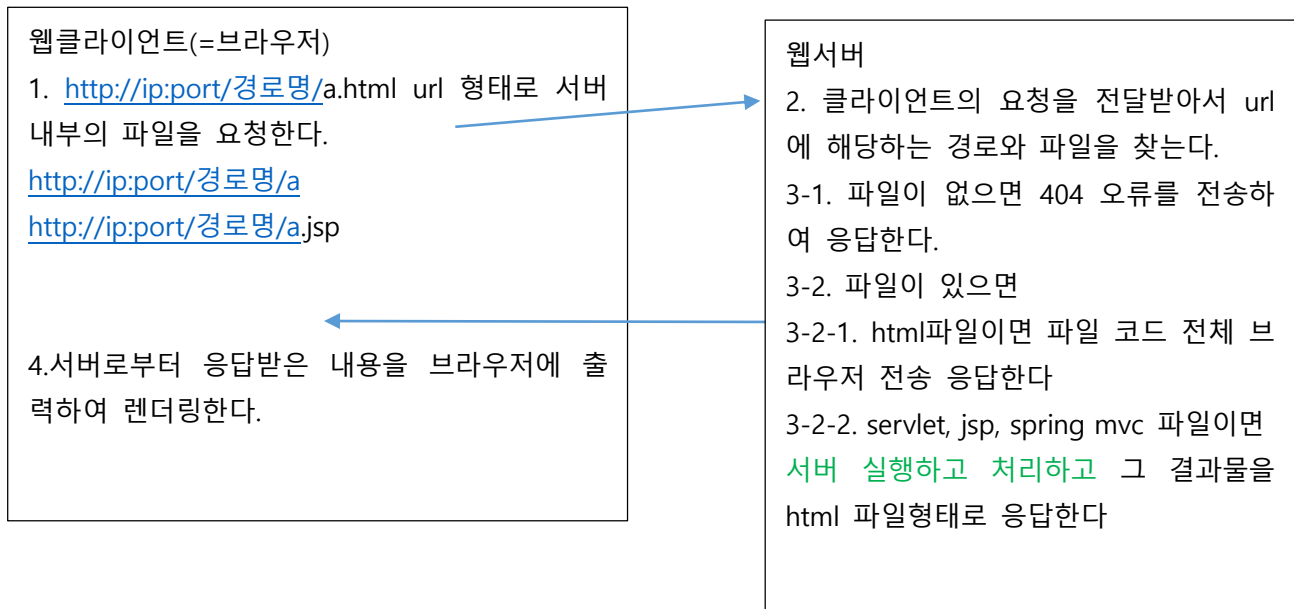 웹클라이언트(=브라우저)
1. http://ip:port/경로명/a.html url 형태로 서버
내부의 파일을 요청한다.
http://ip:port/경로명/a
http://ip:port/경로명/a.jsp
4.서버로부터 응답받은 내용을 브라우저에 출
력하여 렌더링한다.
웹서버
2. 클라이언트의 요청을 전달받아서 url
에 해당하는 경로와 파일을 찾는다.
3-1. 파일이 없으면 404 오류를 전송하
여 응답한다.
3-2. 파일이 있으면
3-2-1. html파일이면 파일 코드 전체 브
라우저 전송 응답한다
3-2-2. servlet, jsp, spring mvc 파일이면
서버 실행하고 처리하고 그 결과물을
html 파일형태로 응답한다